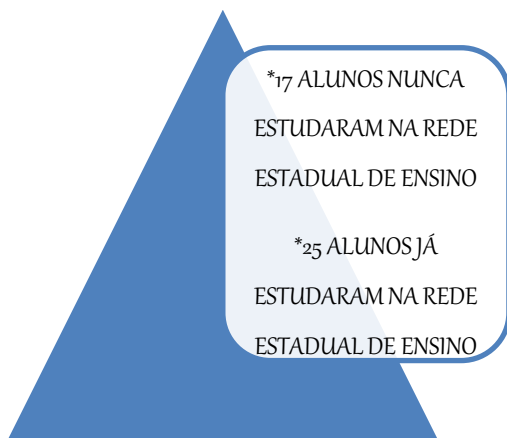 *17 ALUNOS NUNCA
ESTUDARAM NA REDE
ESTADUAL DE ENSINO
*25 ALUNOS JÁ
ESTUDARAM NA REDE
ESTADUAL DE ENSINO